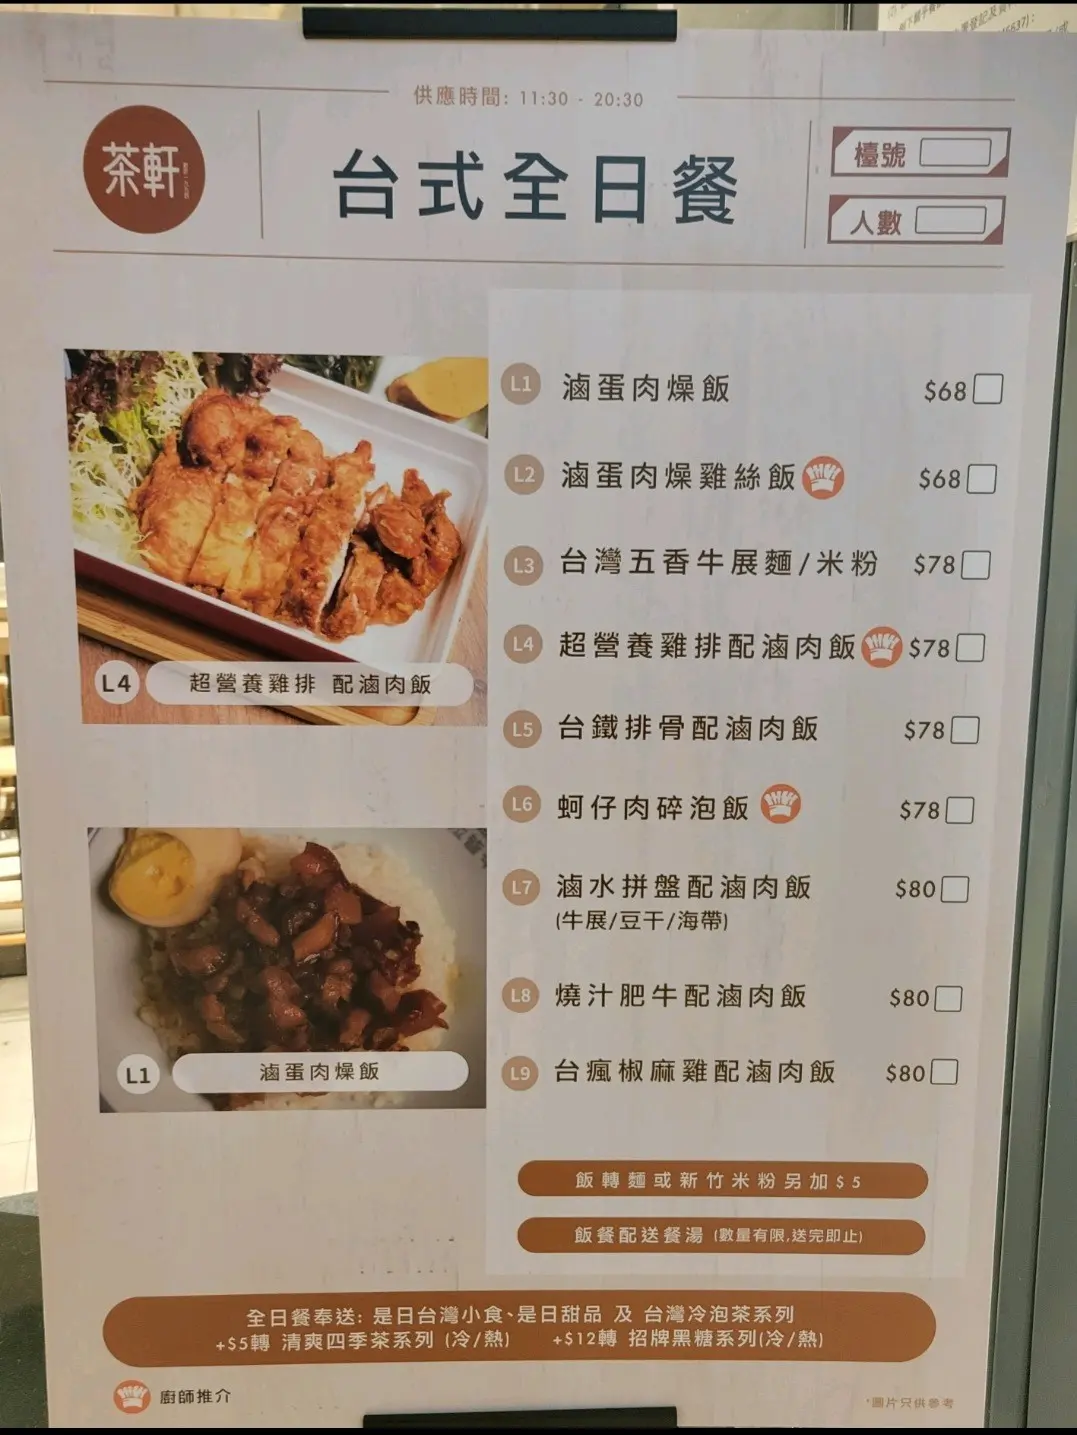 供應時間: 11:30 - 20:30
茶軒
台式全日餐
檯號
人數
L1 滷蛋肉燥飯 $68
L2 滷蛋肉燥雞絲飯 $68
L3 台灣五香牛展麵/米粉 $78
L4 超營養雞排配滷肉飯 $78
L5 台鐵排骨配滷肉飯 $78
L6 蚵仔肉碎泡飯 $78
L7 滷水拼盤配滷肉飯 $80
(牛展/豆干/海帶)
L8 燒汁肥牛配滷肉飯 $80
L9 台瘋椒麻雞配滷肉飯 $80
L4 超營養雞排 配滷肉飯
L1 滷蛋肉燥飯
飯轉麵或新竹米粉另加$5
飯餐配送餐湯 (數量有限,送完即止)
全日餐奉送: 是日台灣小食、是日甜品 及 台灣冷泡茶系列
+$5轉 清爽四季茶系列 (冷/熱) +$12轉 招牌黑糖系列(冷/熱)
廚師推介
*圖片只供參考